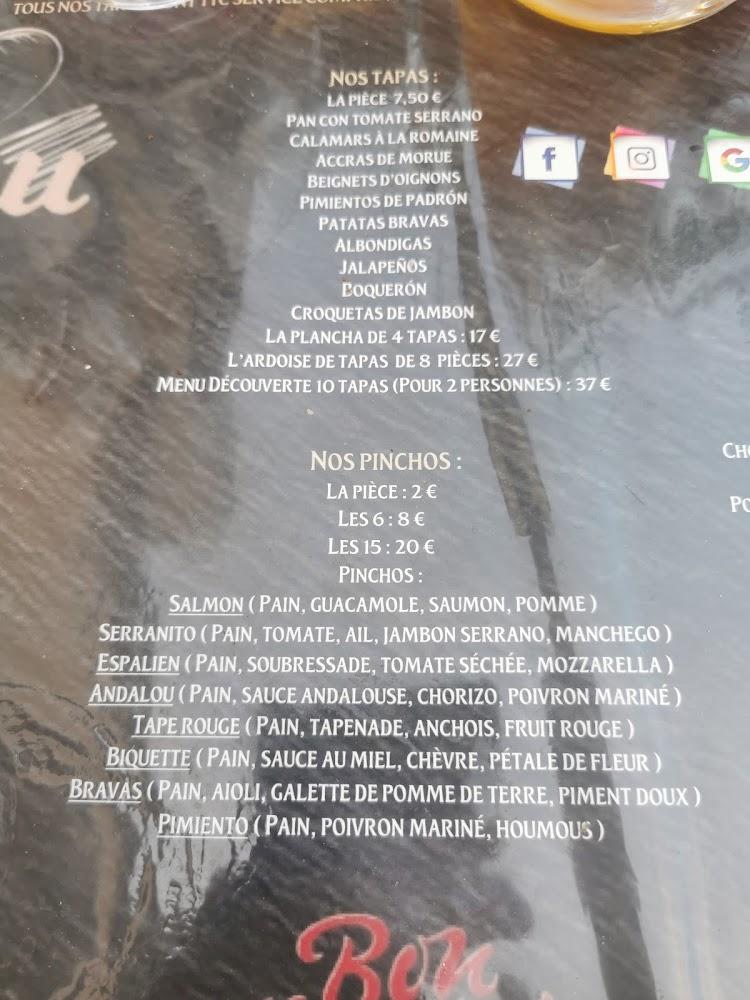 TOUS NOS TTC SERVICE COMPRIS
u
NOS TAPAS :
LA PIÈCE 7,50 €
PAN CON TOMATE SERRANO
CALAMARS À LA ROMAINE
ACCRAS DE MORUE
BEIGNETS D'OIGNONS
PIMIENTOS DE PADRÓN
PATATAS BRAVAS
ALBONDIGAS
JALAPEÑOS
BOQUERÓN
CROQUETAS DE JAMBON
LA PLANCHA DE 4 TAPAS : 17 €
L'ARDOISE DE TAPAS DE 8 PIÈCES : 27 €
MENU DÉCOUVERTE 10 TAPAS (POUR 2 PERSONNES) : 37 €
f
G
NOS PINCHOS :
LA PIÈCE : 2 €
LES 6 : 8 €
LES 15 : 20 €
PINCHOS :
SALMON ( PAIN, GUACAMOLE, SAUMON, POMME )
SERRANITO ( PAIN, TOMATE, AIL, JAMBON SERRANO, MANCHEGO )
ESPALIEN ( PAIN, SOUBRESSADE, TOMATE SÉCHÉE, MOZZARELLA )
ANDALOU ( PAIN, SAUCE ANDALOUSE, CHORIZO, POIVRON MARINÉ )
TAPE ROUGE ( PAIN, TAPENADE, ANCHOIS, FRUIT ROUGE )
BIQUETTE ( PAIN, SAUCE AU MIEL, CHÈVRE, PÉTALE DE FLEUR )
BRAVAS ( PAIN, AIOLI, GALETTE DE POMME DE TERRE, PIMENT DOUX )
PIMIENTO ( PAIN, POIVRON MARINÉ, HOUMOUS )
Bon